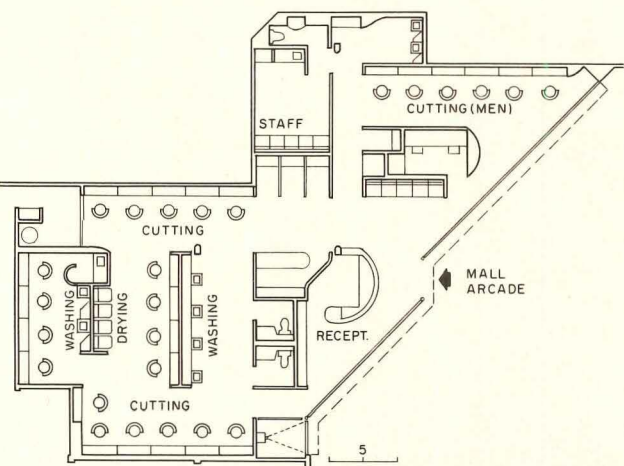 STAFF
CUTTING (MEN)
CUTTING
WASHING
DRYING
WASHING
RECEPT.
MALL
ARCADE
CUTTING
5